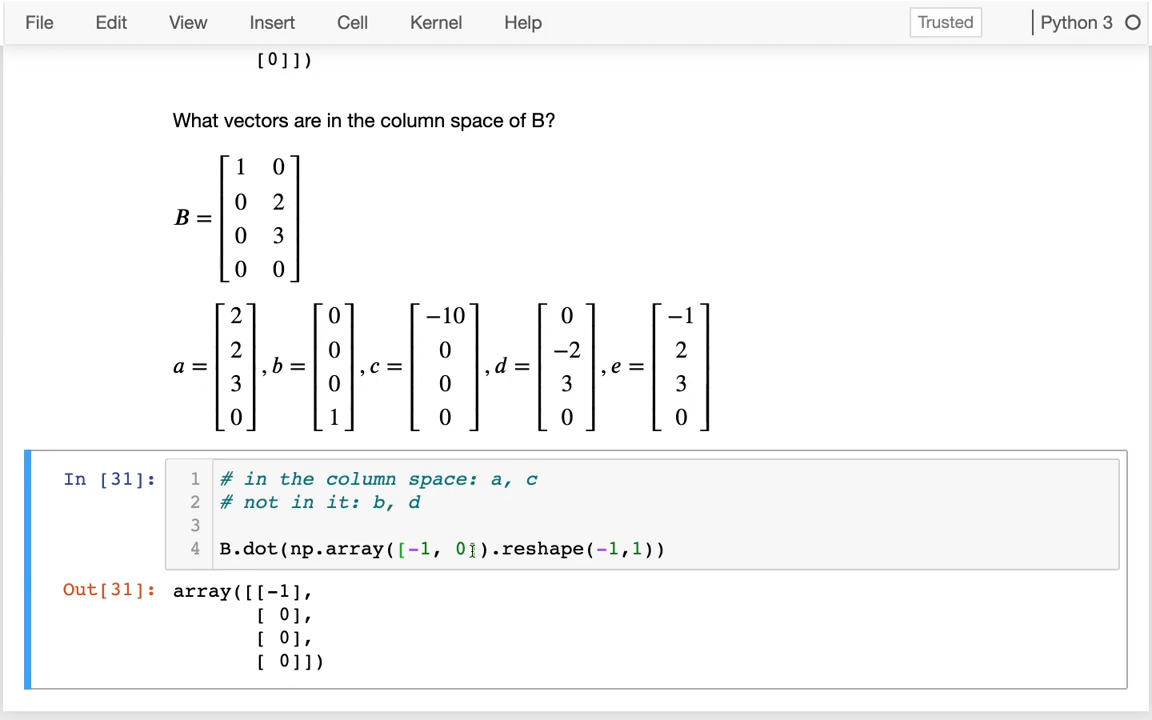 File Edit View Insert Cell Kernel Help Trusted Python 3
[0]])
What vectors are in the column space of B?
B =
1 0
0 2
0 3
0 0
a = , b = , c = , d = , e =
2 0 −10 0 −1
2 0 0 −2 2
3 0 0 3 3
0 1 0 0 0
In [31]:
1 # in the column space: a, c
2 # not in it: b, d
3
4 B.dot(np.array([-1, 0]).reshape(-1,1))
Out[31]: array([[-1],
[ 0],
[ 0],
[ 0]])